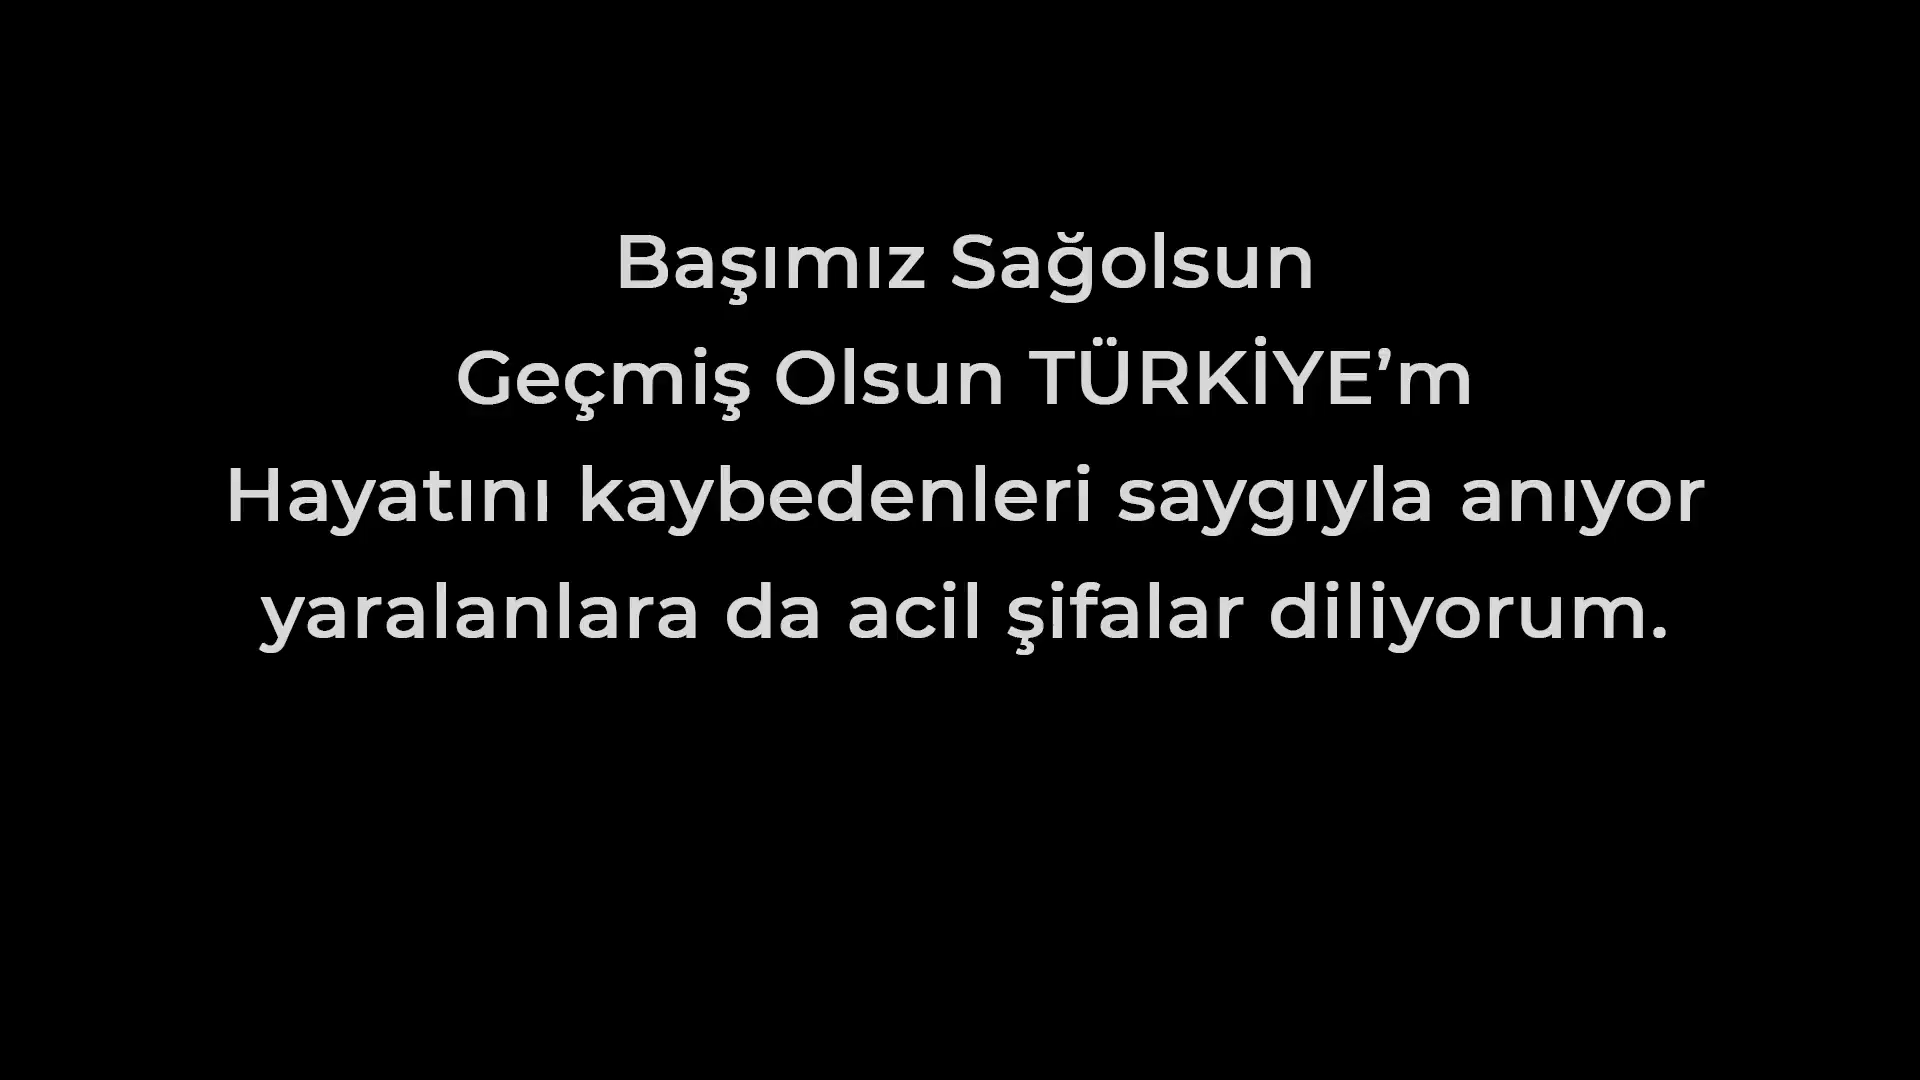 Başımız Sağolsun
Geçmiş Olsun TÜRKİYE’m
Hayatını kaybedenleri saygıyla anıyor
yaralanlara da acil şifalar diliyorum.